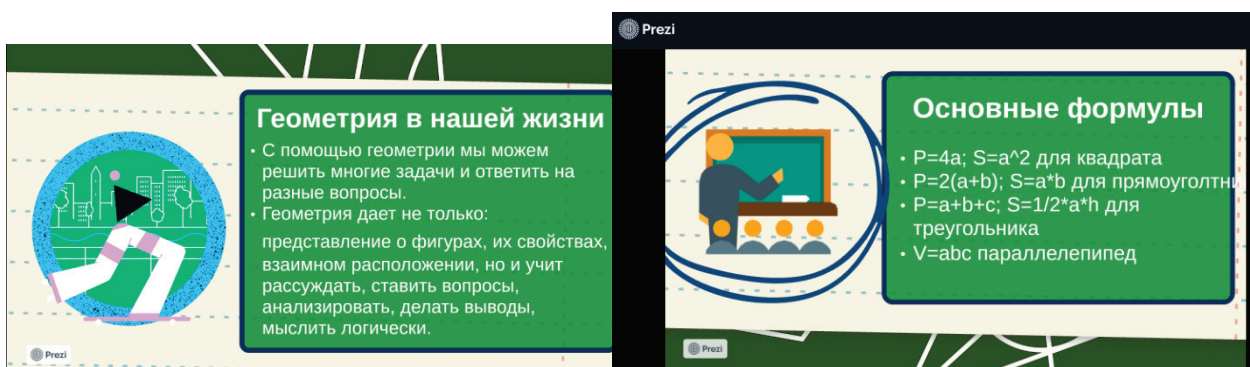 Геометрия в нашей жизни
• С помощью геометрии мы можем
решить многие задачи и ответить на
разные вопросы.
• Геометрия дает не только:
представление о фигурах, их свойствах,
взаимном расположении, но и учит
рассуждать, ставить вопросы,
анализировать, делать выводы,
мыслить логически.
Prezi
Prezi
Основные формулы
• P=4a; S=a^2 для квадрата
• P=2(a+b); S=a*b для прямоуголтни
• P=a+b+c; S=1/2*a*h для
треугольника
• V=abc параллелепипед
Prezi